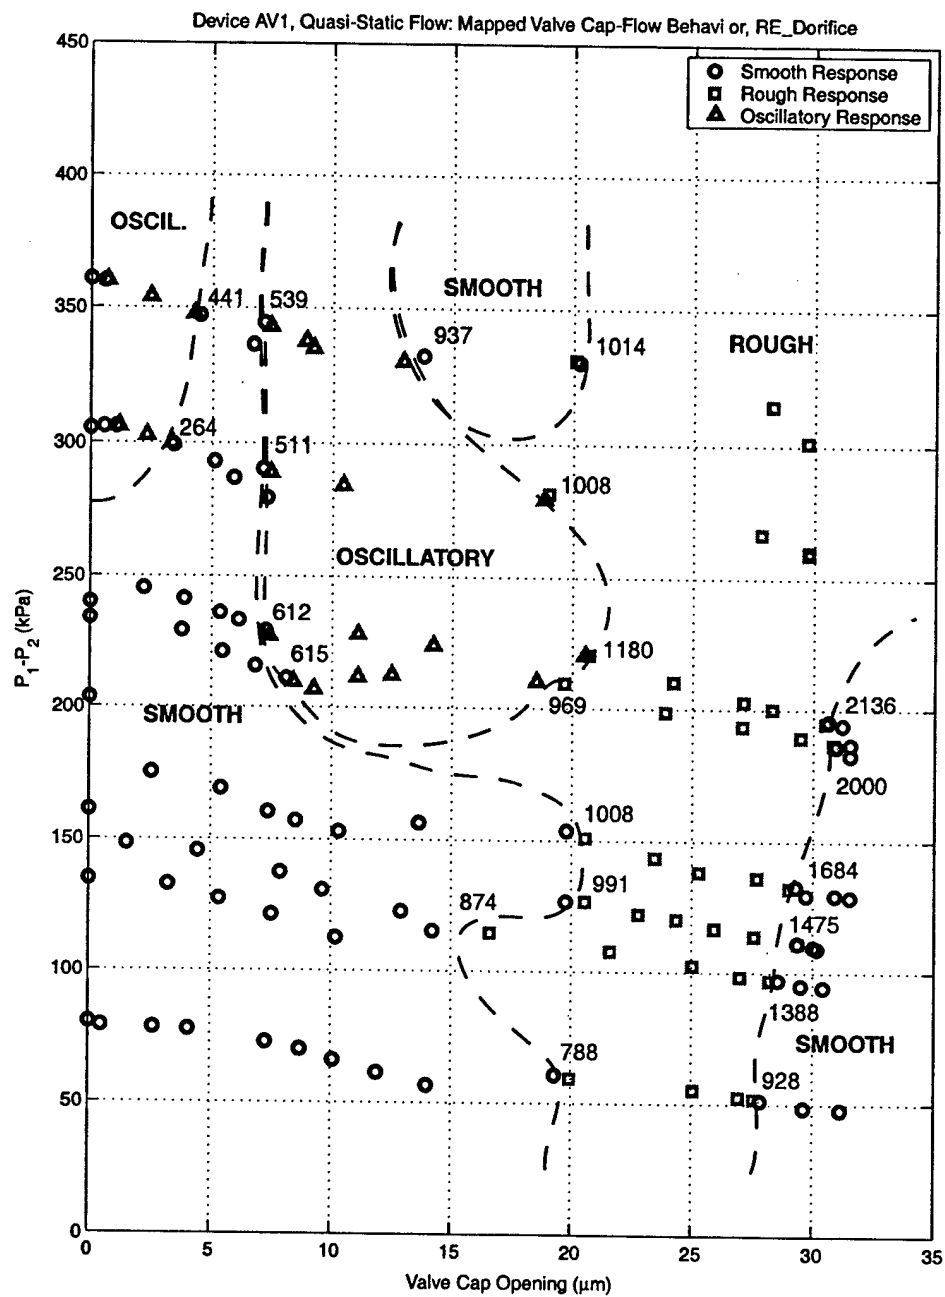 Device AV1, Quasi-Static Flow: Mapped Valve Cap-Flow Behavi or, RE_Dorifice
450
Smooth Response
Rough Response
Oscillatory Response
400
OSCIL.
SMOOTH
350
441
539
937
1014
ROUGH
300
264
511
1008
OSCILLATORY
250
612
615
1180
200
SMOOTH
969
2136
2000
150
1008
1684
874
991
1475
100
1388
SMOOTH
788
928
50
0
P1-P2 (kPa)
0 5 10 15 20 25 30 35
Valve Cap Opening (μm)